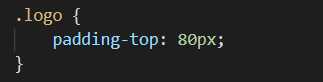 .logo {
    padding-top: 80px;
}